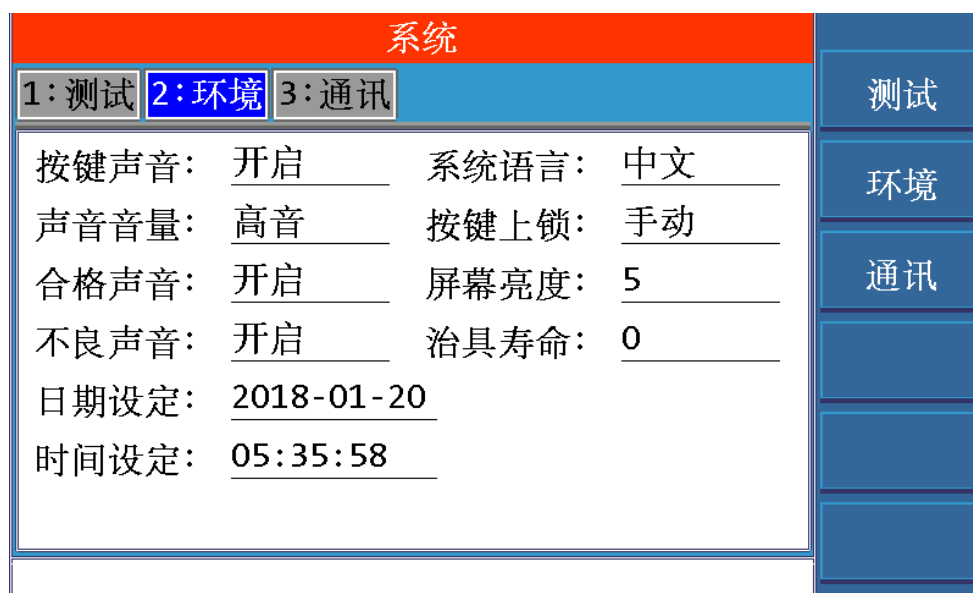 系统
1:测试 2:环境 3:通讯
按键声音: 开启 系统语言: 中文
声音音量: 高音 按键上锁: 手动
合格声音: 开启 屏幕亮度: 5
不良声音: 开启 治具寿命: 0
日期设定: 2018-01-20
时间设定: 05:35:58
测试
环境
通讯